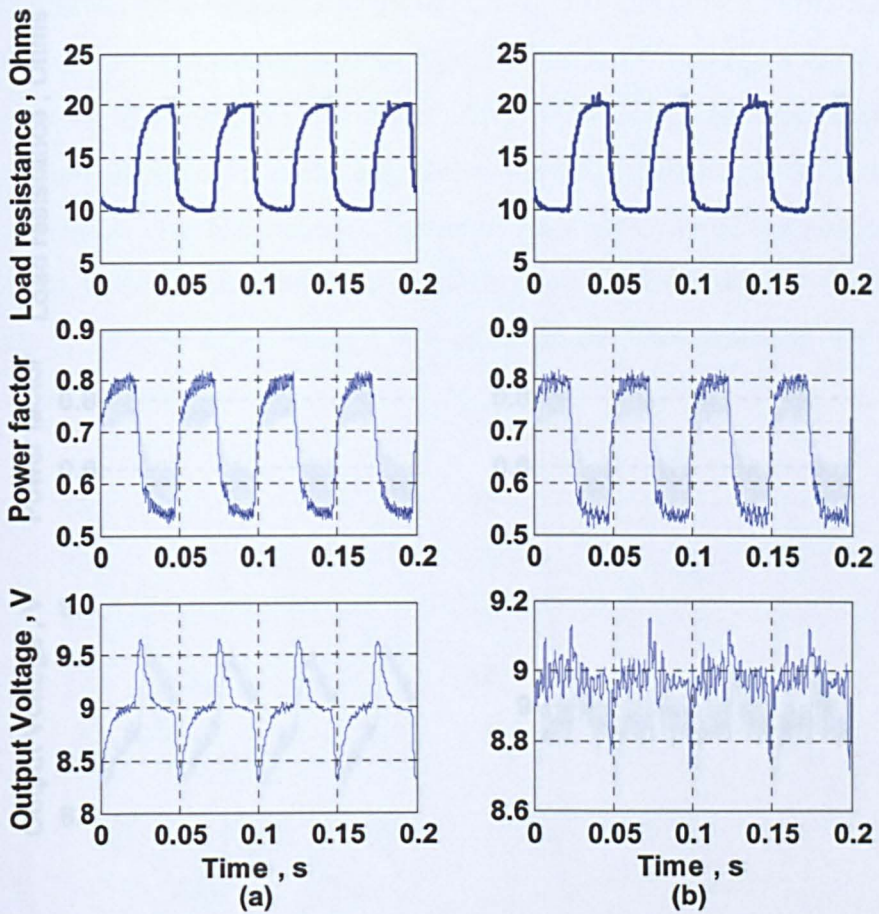 Load resistance , Ohms
25
20
15
10
5
0 0.05 0.1 0.15 0.2
25
20
15
10
5
0 0.05 0.1 0.15 0.2
Power factor
0.9
0.8
0.7
0.6
0.5
0 0.05 0.1 0.15 0.2
0.9
0.8
0.7
0.6
0.5
0 0.05 0.1 0.15 0.2
Output Voltage , V
10
9.5
9
8.5
8
0 0.05 0.1 0.15 0.2
Time , s
(a)
9.2
9
8.8
8.6
0 0.05 0.1 0.15 0.2
Time , s
(b)